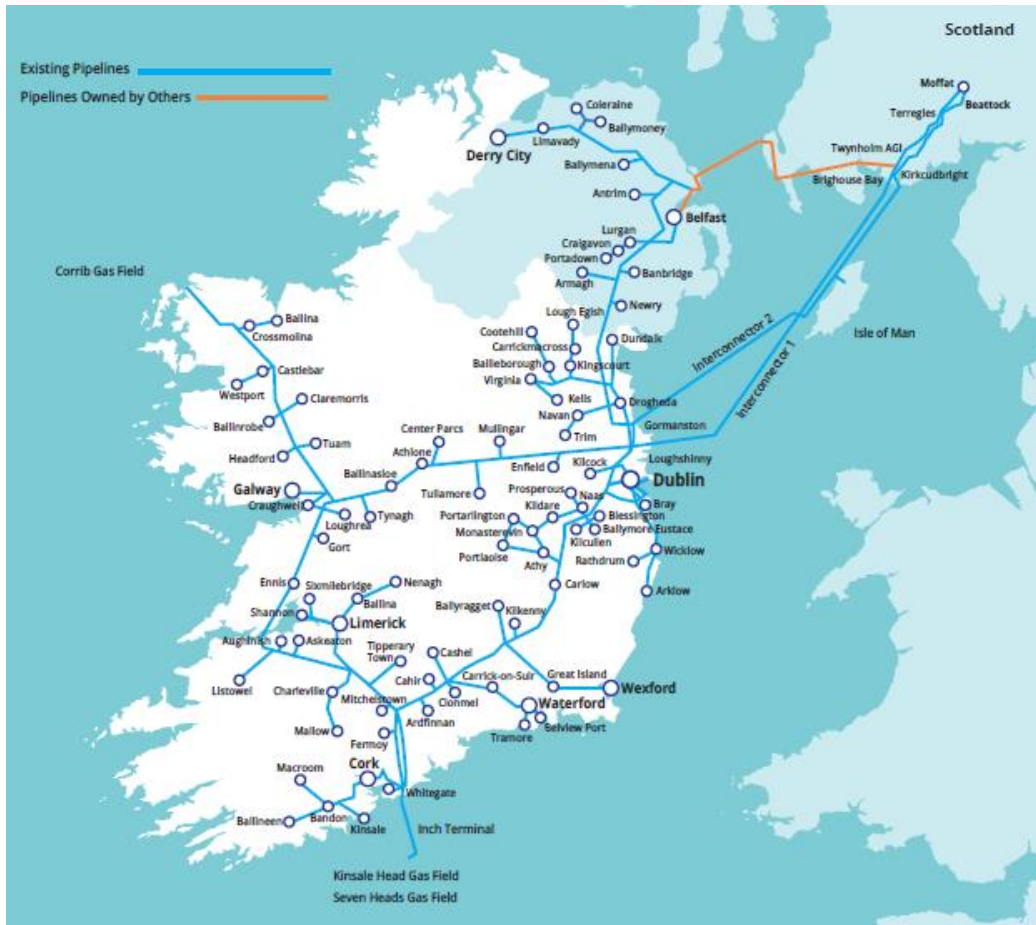 Scotland
Existing Pipelines
Pipelines Owned by Others
Moffat
Beattock
Terregles
Twynholm AGI
Brighouse Bay
Kirkcudbright
Coleraine
Ballymoney
Limavady
Derry City
Ballymena
Antrim
Belfast
Lurgan
Craigavon
Portadown
Armagh
Banbridge
Newry
Corrib Gas Field
Lough Egish
Cootehill
Carrickmacross
Dundalk
Bailieborough
Kingscourt
Virginia
Kells
Interconnector 2
Interconnector 1
Isle of Man
Ballina
Crossmolina
Castlebar
Westport
Claremorris
Ballinrobe
Drogheda
Navan
Gormanston
Trim
Center Parcs
Mullingar
Tuam
Headford
Athlone
Ballinasloe
Enfield
Kilcock
Loughshinny
Dublin
Galway
Craughwell
Tullamore
Prosperous
Naas
Loughrea
Tynagh
Portarlington
Kildare
Bray
Blessington
Monasterevin
Ballymore Eustace
Kilcullen
Gort
Portlaoise
Athy
Rathdrum
Wicklow
Ennis
Sixmilebridge
Nenagh
Carlow
Arklow
Shannon
Ballina
Limerick
Ballyragget
Kilkenny
Aughinish
Askeaton
Tipperary
Town
Cashel
Listowel
Charleville
Cahir
Carrick-on-Suir
Great Island
Wexford
Mitchelstown
Clonmel
Waterford
Ardfinnan
Belview Port
Mallow
Fermoy
Tramore
Cork
Macroom
Whitegate
Ballineen
Bandon
Kinsale
Inch Terminal
Kinsale Head Gas Field
Seven Heads Gas Field